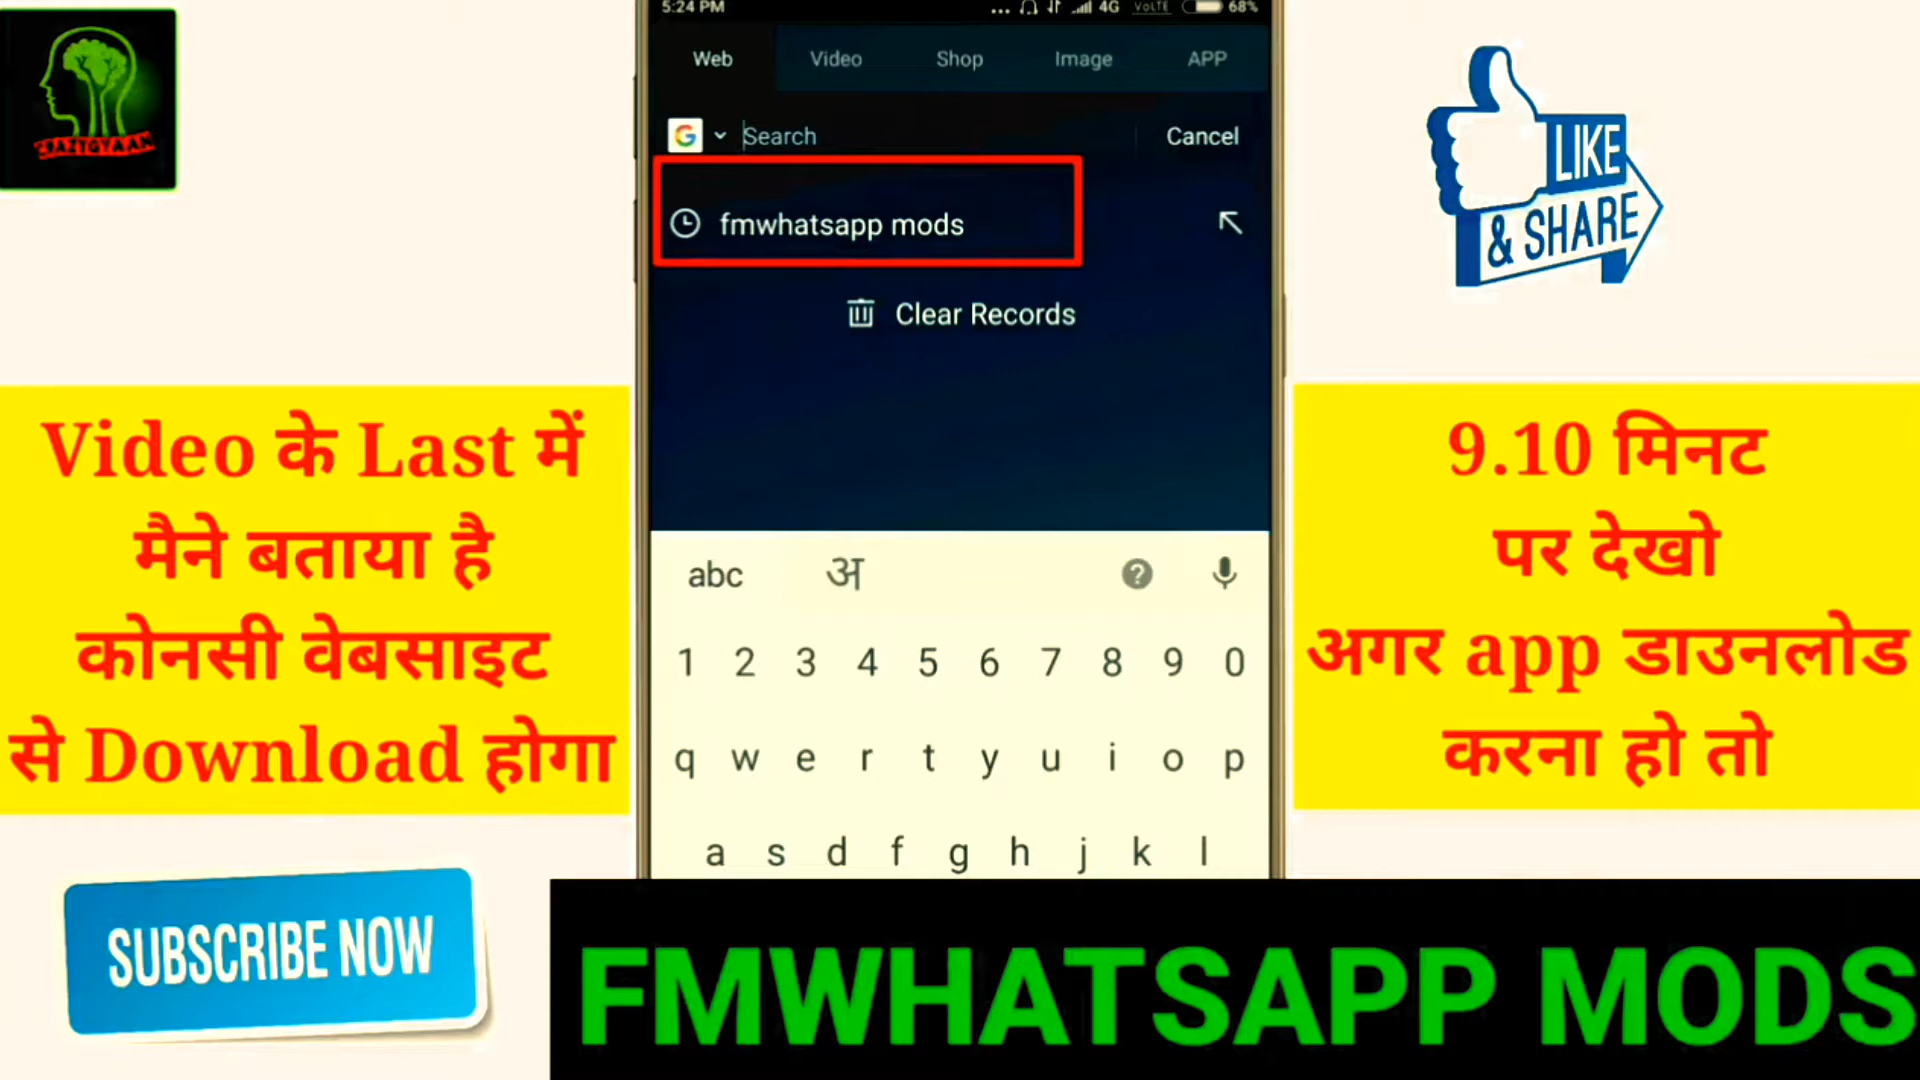 5:24 PM ... 4G VoLTE 68%
CRAZYGYAAN
Web Video Shop Image APP
Search Cancel
fmwhatsapp mods
Clear Records
LIKE
& SHARE
Video के Last में
मैने बताया है
कोनसी वेबसाइट
से Download होगा
9.10 मिनट
पर देखो
अगर app डाउनलोड
करना हो तो
abc अ ?
1 2 3 4 5 6 7 8 9 0
q w e r t y u i o p
a s d f g h j k l
SUBSCRIBE NOW
FMWHATSAPP MODS